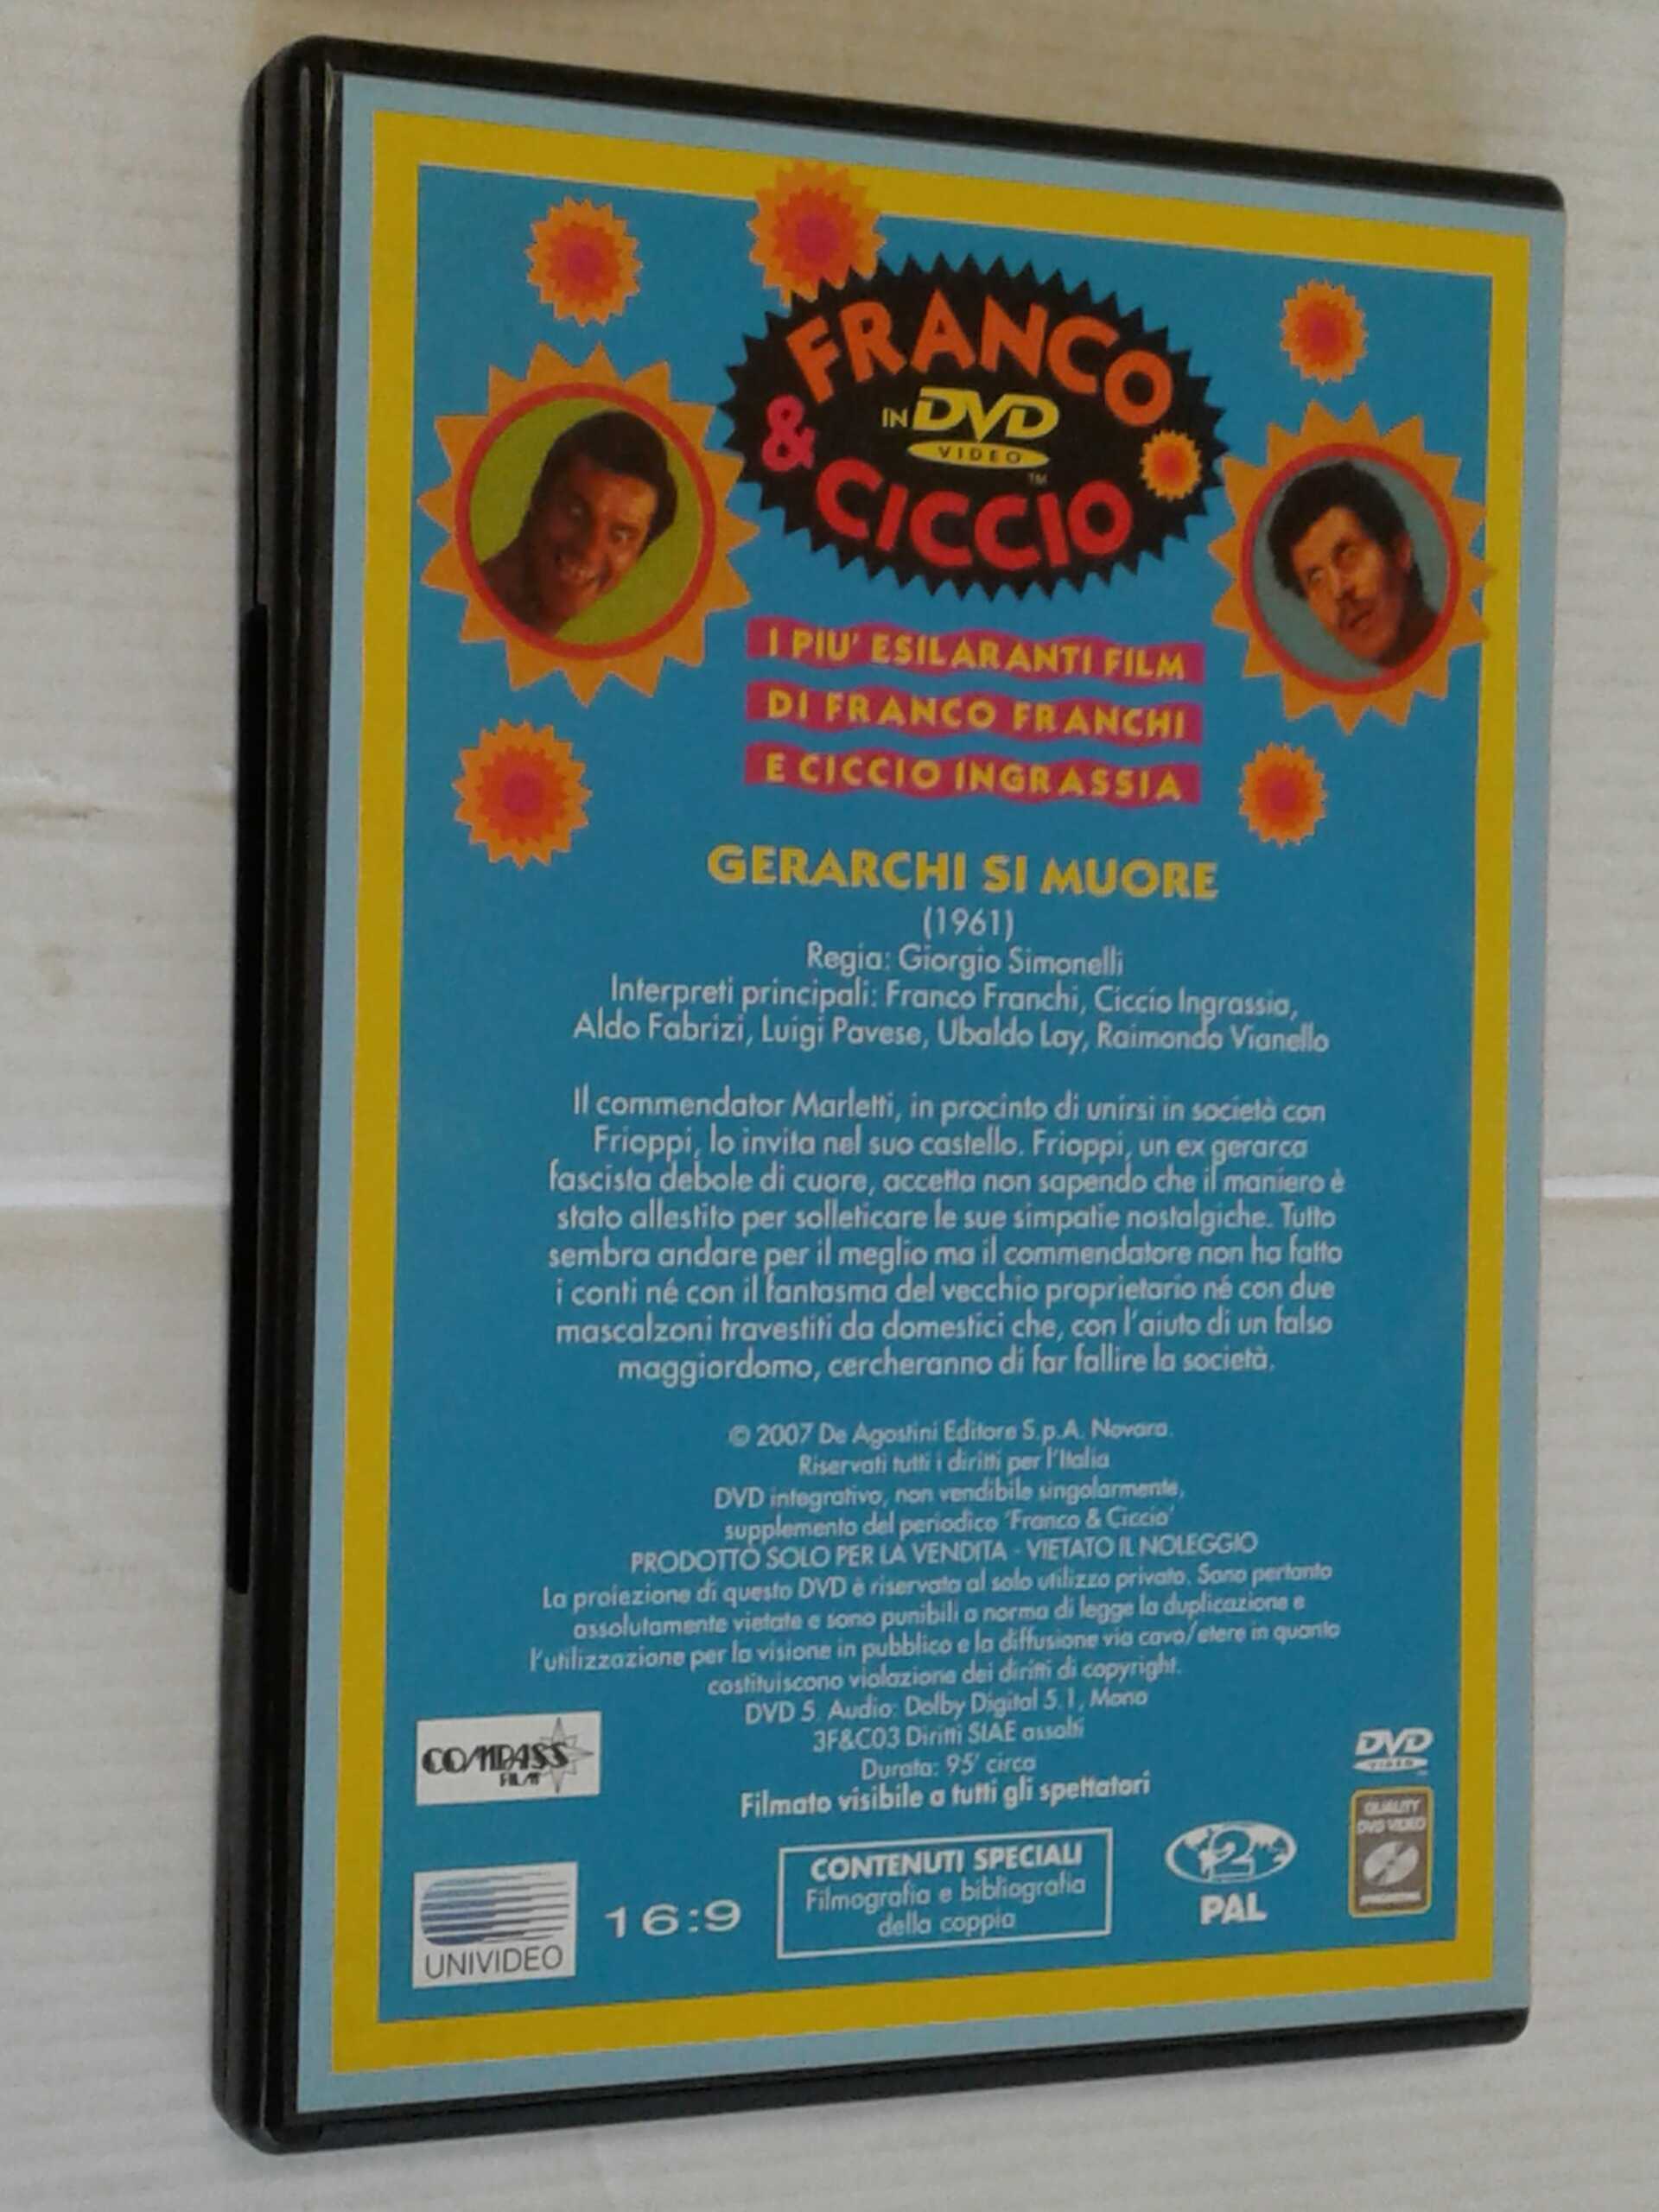 FRANCO
& IN DVD
VIDEO
TM
CICCIO
I PIU' ESILARANTI FILM
DI FRANCO FRANCHI
E CICCIO INGRASSIA
GERARCHI SI MUORE
(1961)
Regia: Giorgio Simonelli
Interpreti principali: Franco Franchi, Ciccio Ingrassia,
Aldo Fabrizi, Luigi Pavese, Ubaldo Lay, Raimondo Vianello
Il commendator Marletti, in procinto di unirsi in società con
Frioppi, lo invita nel suo castello. Frioppi, un ex gerarca
fascista debole di cuore, accetta non sapendo che il maniero è
stato allestito per solleticare le sue simpatie nostalgiche. Tutto
sembra andare per il meglio ma il commendatore non ha fatto
i conti né con il fantasma del vecchio proprietario né con due
mascalzoni travestiti da domestici che, con l'aiuto di un falso
maggiordomo, cercheranno di far fallire la società.
© 2007 De Agostini Editore S.p.A. Novara.
Riservati tutti i diritti per l'Italia
DVD integrativo, non vendibile singolarmente,
supplemento del periodico 'Franco & Ciccio'
PRODOTTO SOLO PER LA VENDITA - VIETATO IL NOLEGGIO
La proiezione di questo DVD è riservata al solo utilizzo privato. Sono pertanto
assolutamente vietate e sono punibili a norma di legge la duplicazione e
l'utilizzazione per la visione in pubblico e la diffusione via cavo/etere in quanto
costituiscono violazione dei diritti di copyright.
DVD 5. Audio: Dolby Digital 5.1, Mono
3F&C03 Diritti SIAE assolti
Durata: 95' circa
Filmato visibile a tutti gli spettatori
COMPASS
FILM
DVD
VIDEO
QUALITY
DVD VIDEO
CONTENUTI SPECIALI
Filmografia e bibliografia
della coppia
2
PAL
16:9
UNIVIDEO